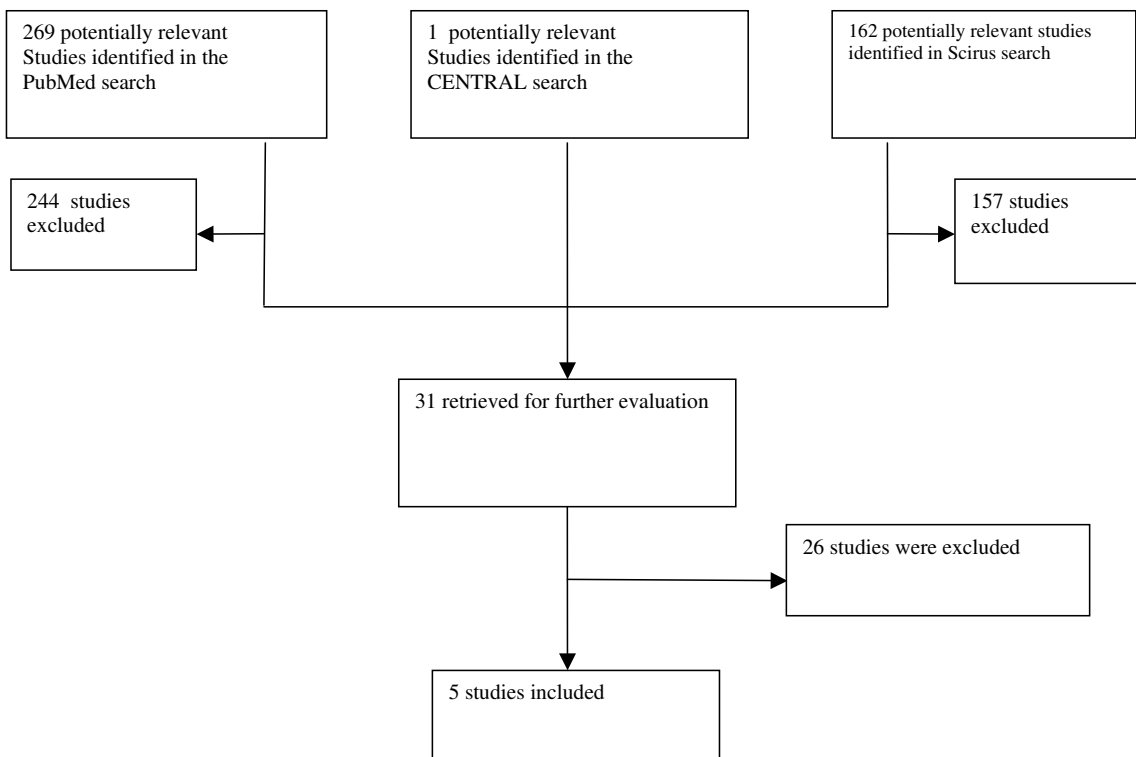 269 potentially relevant
Studies identified in the
PubMed search
1 potentially relevant
Studies identified in the
CENTRAL search
162 potentially relevant studies
identified in Scirus search
244 studies
excluded
157 studies
excluded
31 retrieved for further evaluation
26 studies were excluded
5 studies included